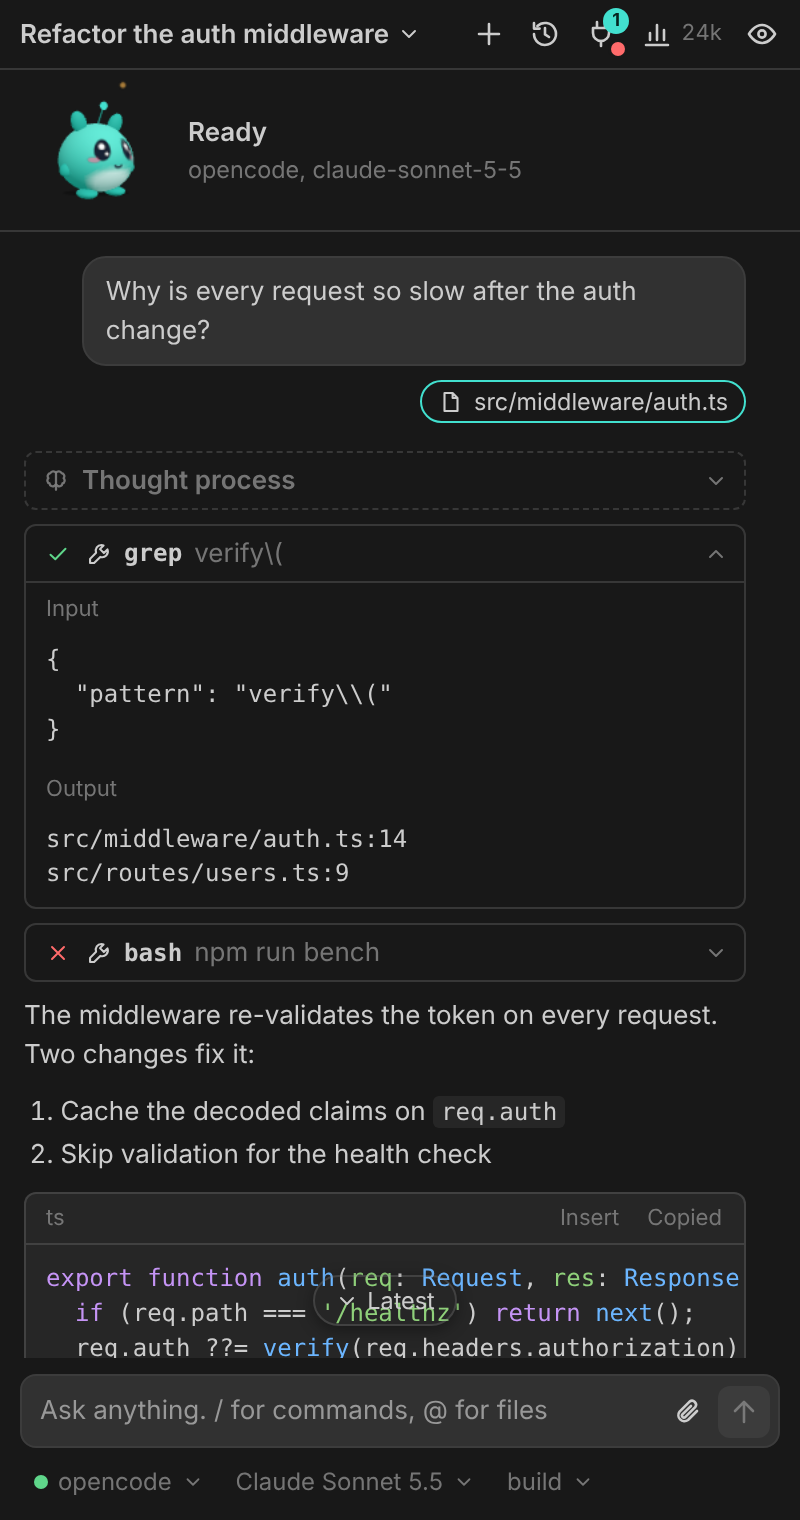 Refactor the auth middleware
1
24k
Ready
opencode, claude-sonnet-5-5
Why is every request so slow after the auth
change?
src/middleware/auth.ts
Thought process
grep verify\(
Input
{
  "pattern": "verify\\("
}
Output
src/middleware/auth.ts:14
src/routes/users.ts:9
bash npm run bench
The middleware re-validates the token on every request.
Two changes fix it:
1. Cache the decoded claims on req.auth
2. Skip validation for the health check
ts Insert Copied
export function auth(req: Request, res: Response
Latest
  if (req.path === '/healthz') return next();
  req.auth ??= verify(req.headers.authorization)
Ask anything. / for commands, @ for files
opencode Claude Sonnet 5.5 build